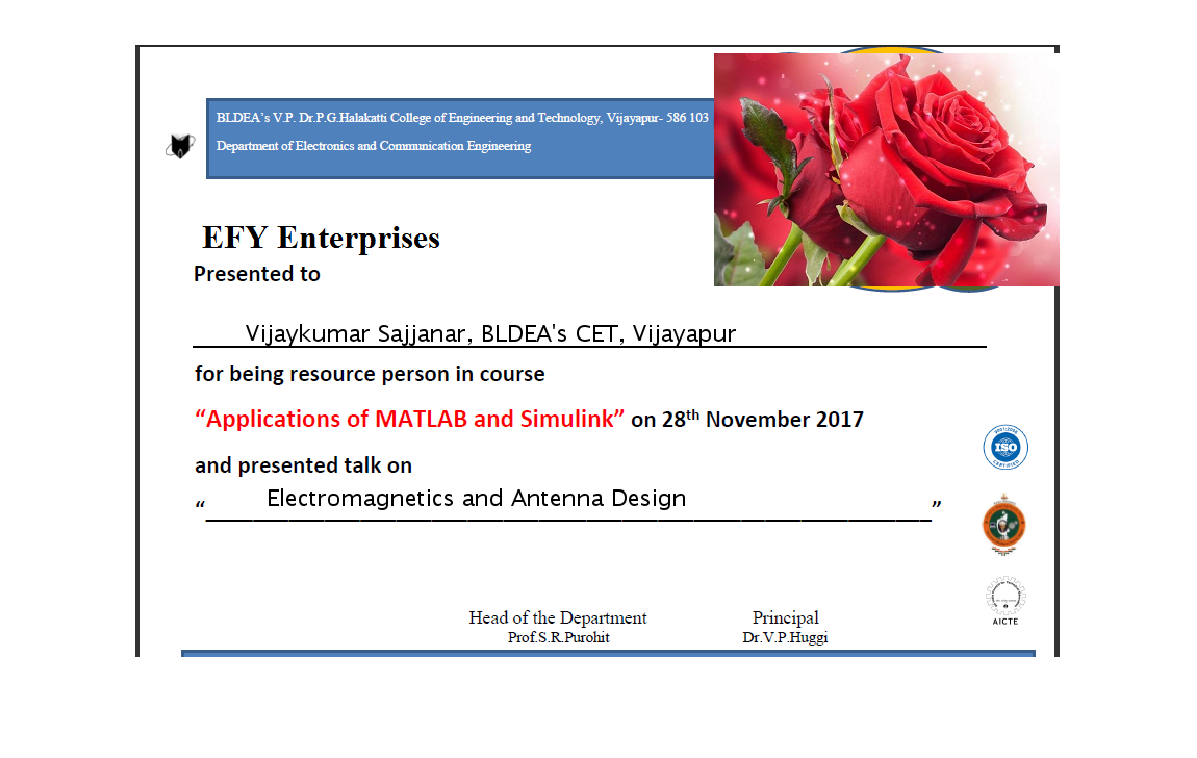 BLDEA's V.P. Dr.P.G.Halakatti College of Engineering and Technology, Vijayapur- 586 103
Department of Electronics and Communication Engineering
EFY Enterprises
Presented to
Vijaykumar Sajjanar, BLDEA's CET, Vijayapur
for being resource person in course
“Applications of MATLAB and Simulink” on 28th November 2017
and presented talk on
“ Electromagnetics and Antenna Design ”
ISO
CERTIFIED
AICTE
Head of the Department Principal
Prof.S.R.Purohit Dr.V.P.Huggi